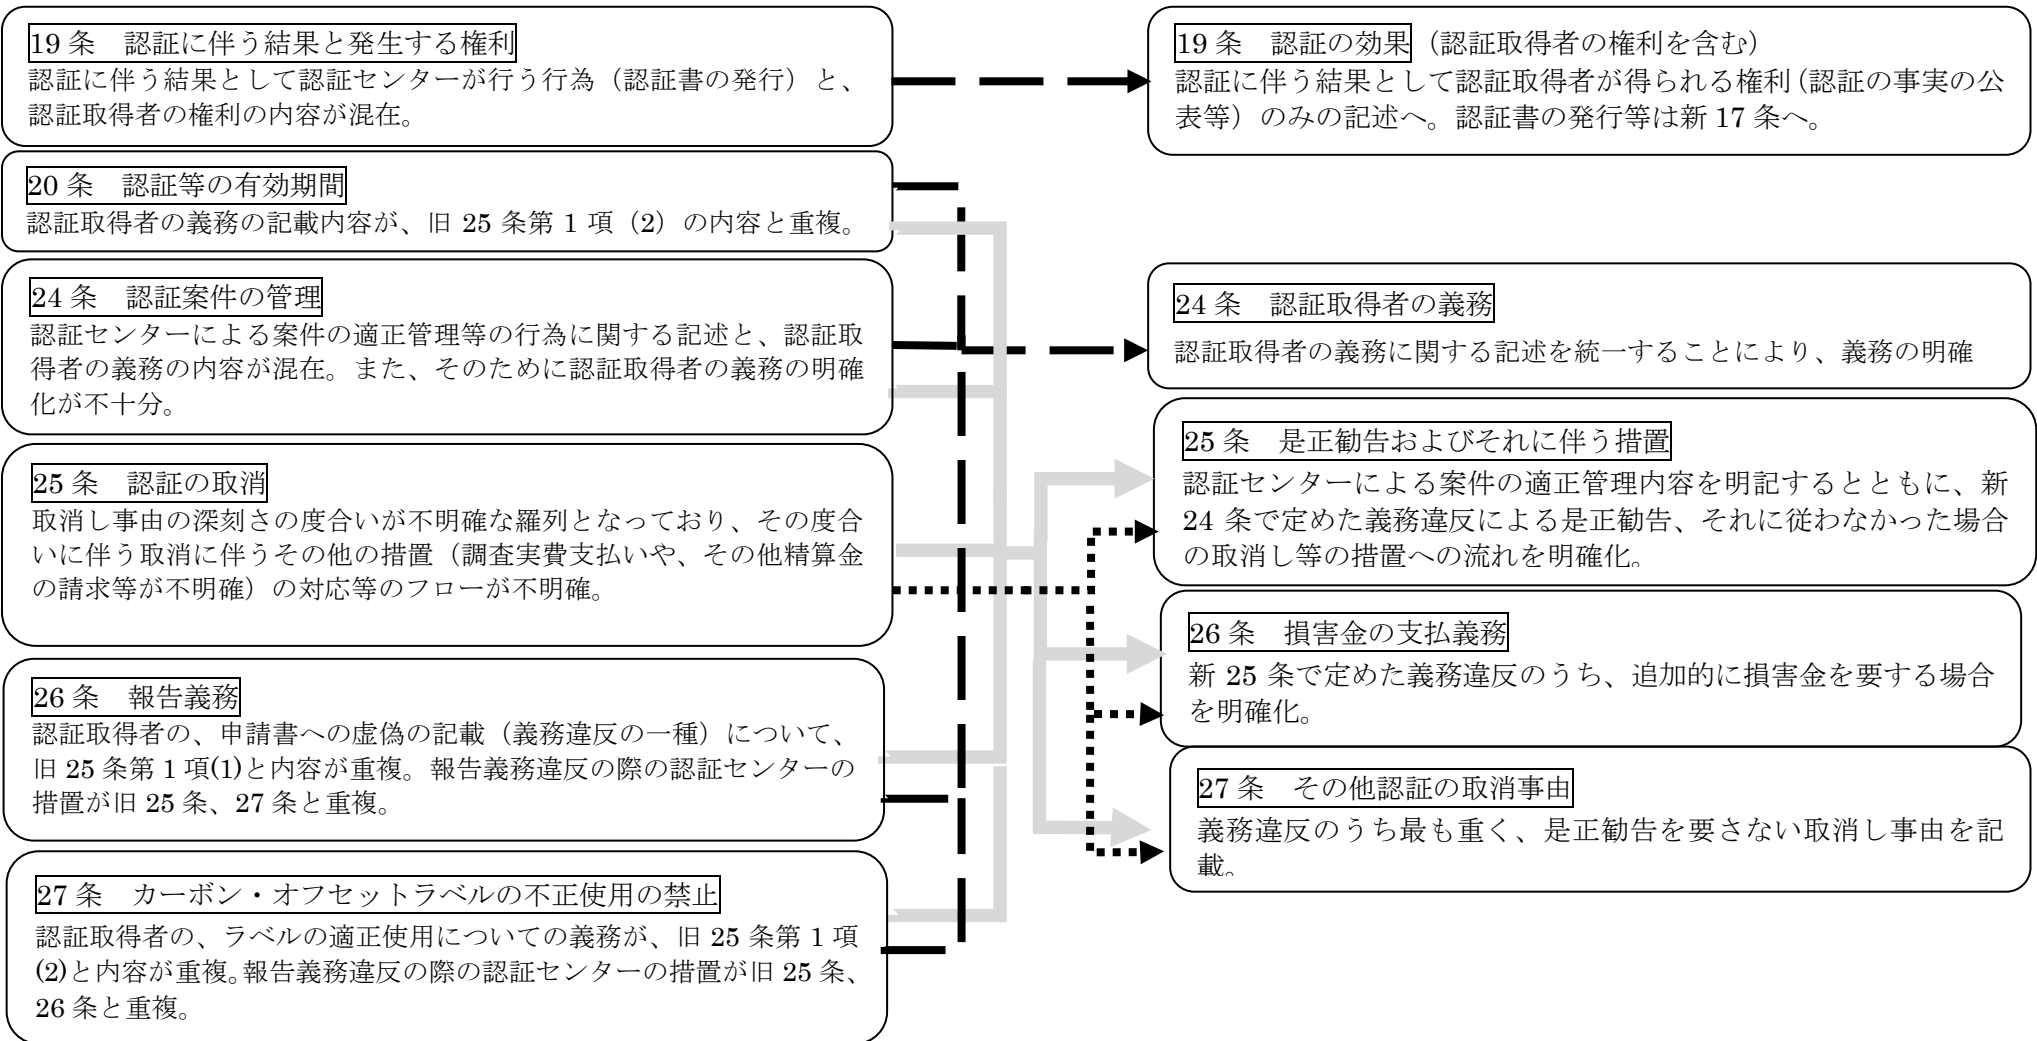 19 条　認証に伴う結果と発生する権利
認証に伴う結果として認証センターが行う行為（認証書の発行）と、
認証取得者の権利の内容が混在。
20 条　認証等の有効期間
認証取得者の義務の記載内容が、旧 25 条第 1 項（2）の内容と重複。
24 条　認証案件の管理
認証センターによる案件の適正管理等の行為に関する記述と、認証取
得者の義務の内容が混在。また、そのために認証取得者の義務の明確
化が不十分。
25 条　認証の取消
取消し事由の深刻さの度合いが不明確な羅列となっており、その度合
いに伴う取消に伴うその他の措置（調査実費支払いや、その他精算金
の請求等が不明確）の対応等のフローが不明確。
26 条　報告義務
認証取得者の、申請書への虚偽の記載（義務違反の一種）について、
旧 25 条第 1 項(1)と内容が重複。報告義務違反の際の認証センターの
措置が旧 25 条、27 条と重複。
27 条　カーボン・オフセットラベルの不正使用の禁止
認証取得者の、ラベルの適正使用についての義務が、旧 25 条第 1 項
(2)と内容が重複。報告義務違反の際の認証センターの措置が旧 25 条、
26 条と重複。
19 条　認証の効果（認証取得者の権利を含む）
認証に伴う結果として認証取得者が得られる権利（認証の事実の公
表等）のみの記述へ。認証書の発行等は新 17 条へ。
24 条　認証取得者の義務
認証取得者の義務に関する記述を統一することにより、義務の明確
25 条　是正勧告およびそれに伴う措置
認証センターによる案件の適正管理内容を明記するとともに、新
24 条で定めた義務違反による是正勧告、それに従わなかった場合
の取消し等の措置への流れを明確化。
26 条　損害金の支払義務
新 25 条で定めた義務違反のうち、追加的に損害金を要する場合
を明確化。
27 条　その他認証の取消事由
義務違反のうち最も重く、是正勧告を要さない取消し事由を記
載。